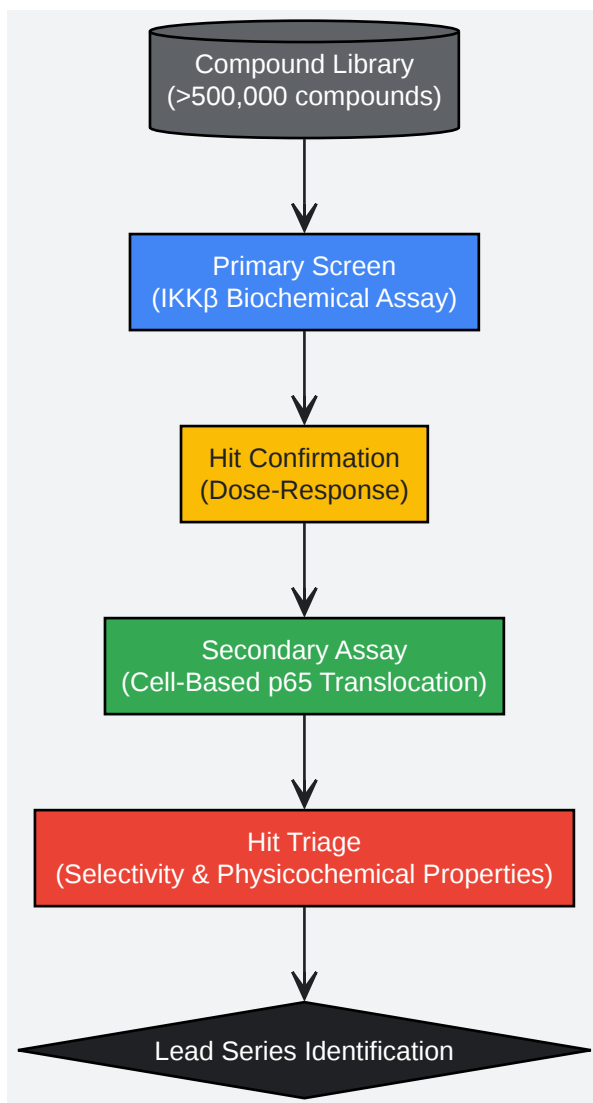 Compound Library
(>500,000 compounds)
Primary Screen
(IKKβ Biochemical Assay)
Hit Confirmation
(Dose-Response)
Secondary Assay
(Cell-Based p65 Translocation)
Hit Triage
(Selectivity & Physicochemical Properties)
Lead Series Identification